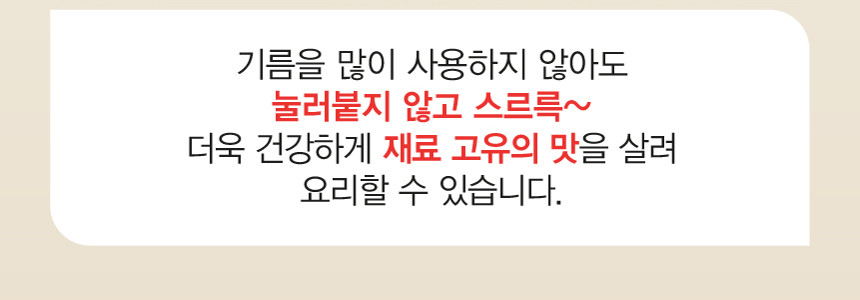 기름을 많이 사용하지 않아도
눌러붙지 않고 스르륵~
더욱 건강하게 재료 고유의 맛을 살려
요리할 수 있습니다.